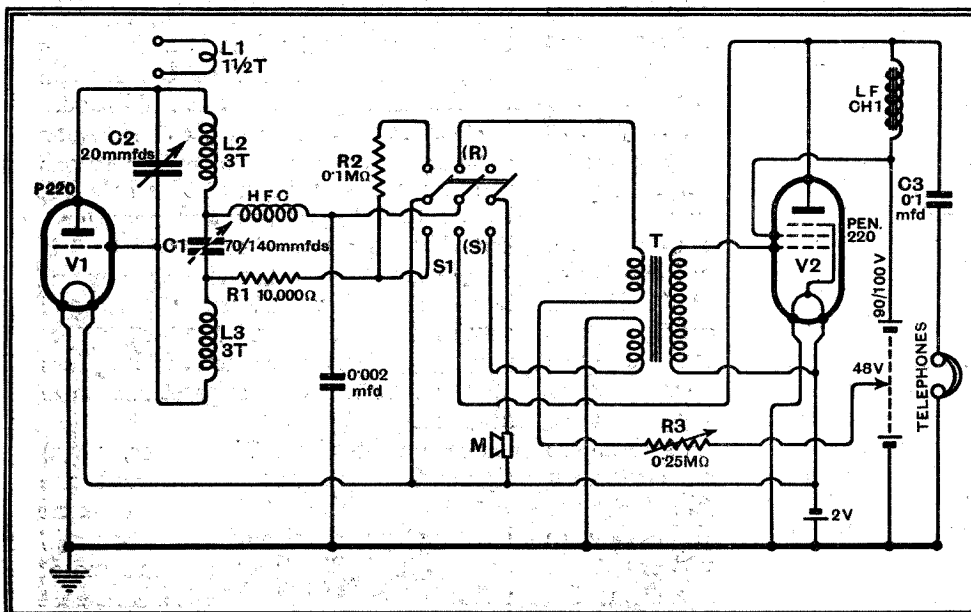 L1
1½T
C2
20mmfds
L2
3T
P220
V1
HFC
C1
70/140mmfds
R1 10,000Ω
L3
3T
R2
0·1MΩ
(R)
(S)
S1
0·002
mfd
M
T
R3
0·25MΩ
LF
CH1
C3
0·1
mfd
PEN.
220
V2
90/100 V
48V
TELEPHONES
2V